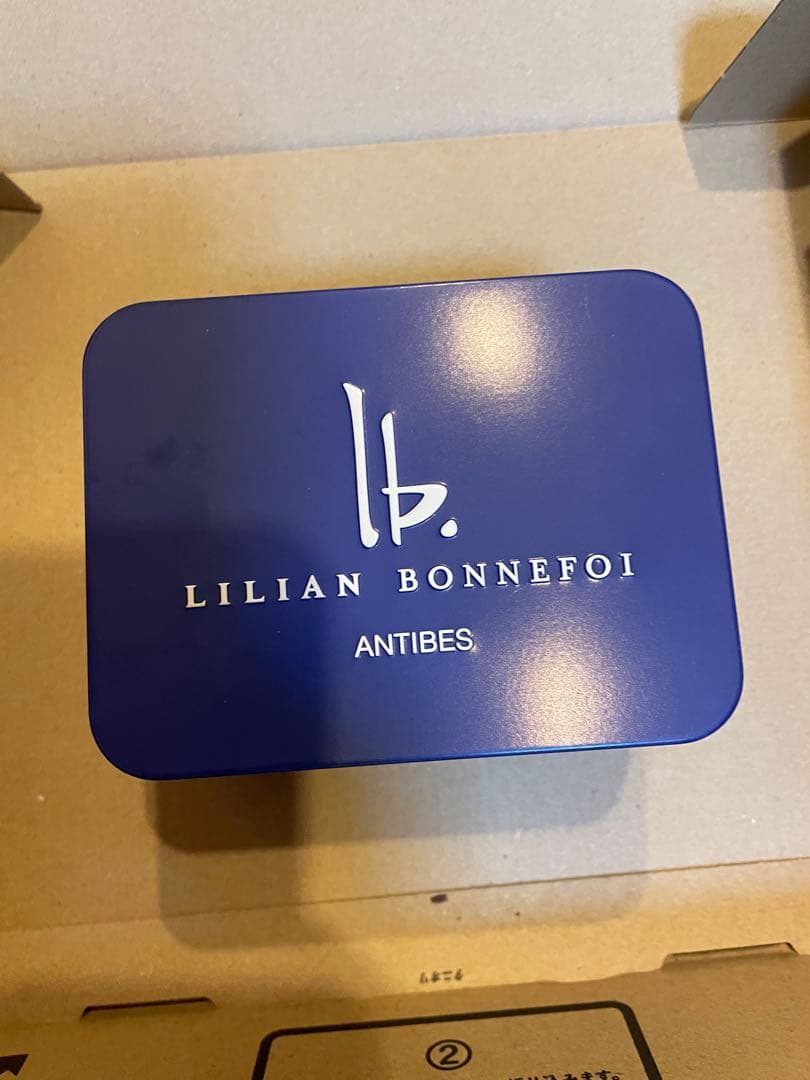 lb.
LILIAN BONNEFOI
ANTIBES
②